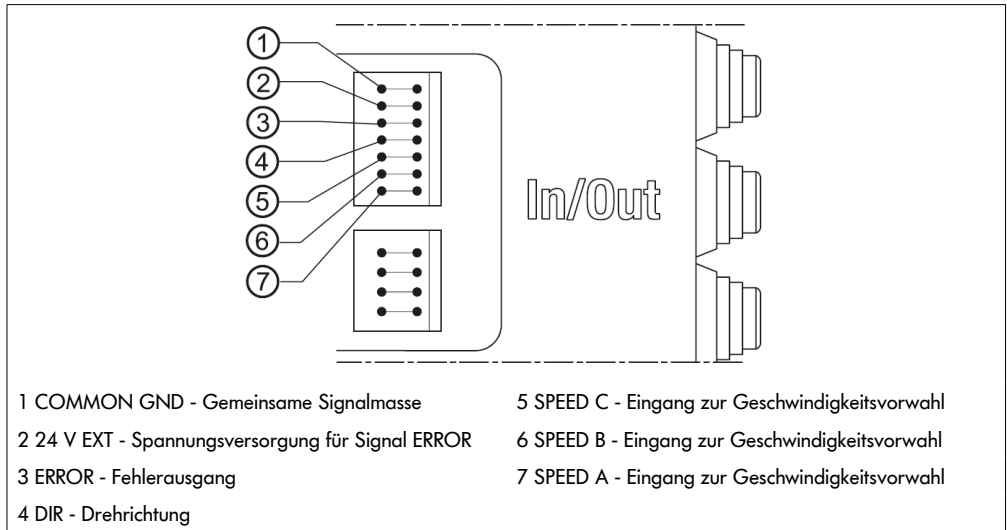 1
2
3
4
5
6
7
In/Out
1 COMMON GND - Gemeinsame Signalmasse
2 24 V EXT - Spannungsversorgung für Signal ERROR
3 ERROR - Fehlerausgang
4 DIR - Drehrichtung
5 SPEED C - Eingang zur Geschwindigkeitsvorwahl
6 SPEED B - Eingang zur Geschwindigkeitsvorwahl
7 SPEED A - Eingang zur Geschwindigkeitsvorwahl